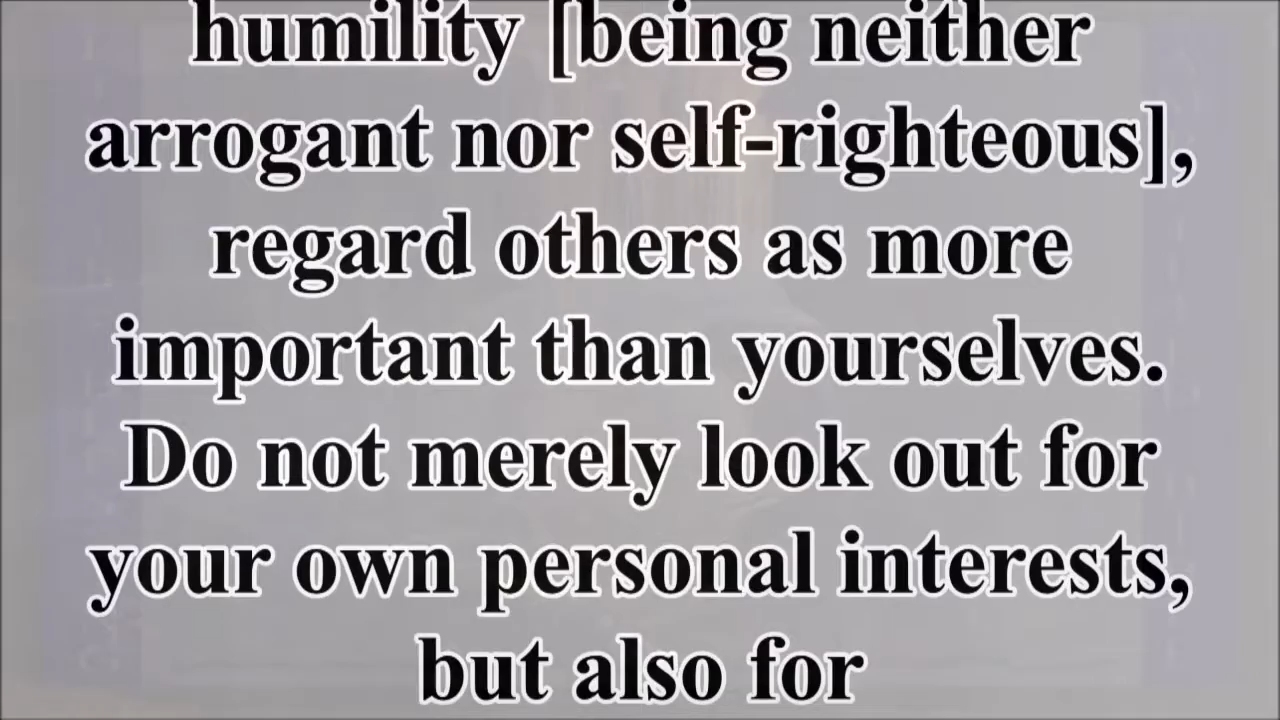 humility [being neither
arrogant nor self-righteous],
regard others as more
important than yourselves.
Do not merely look out for
your own personal interests,
but also for